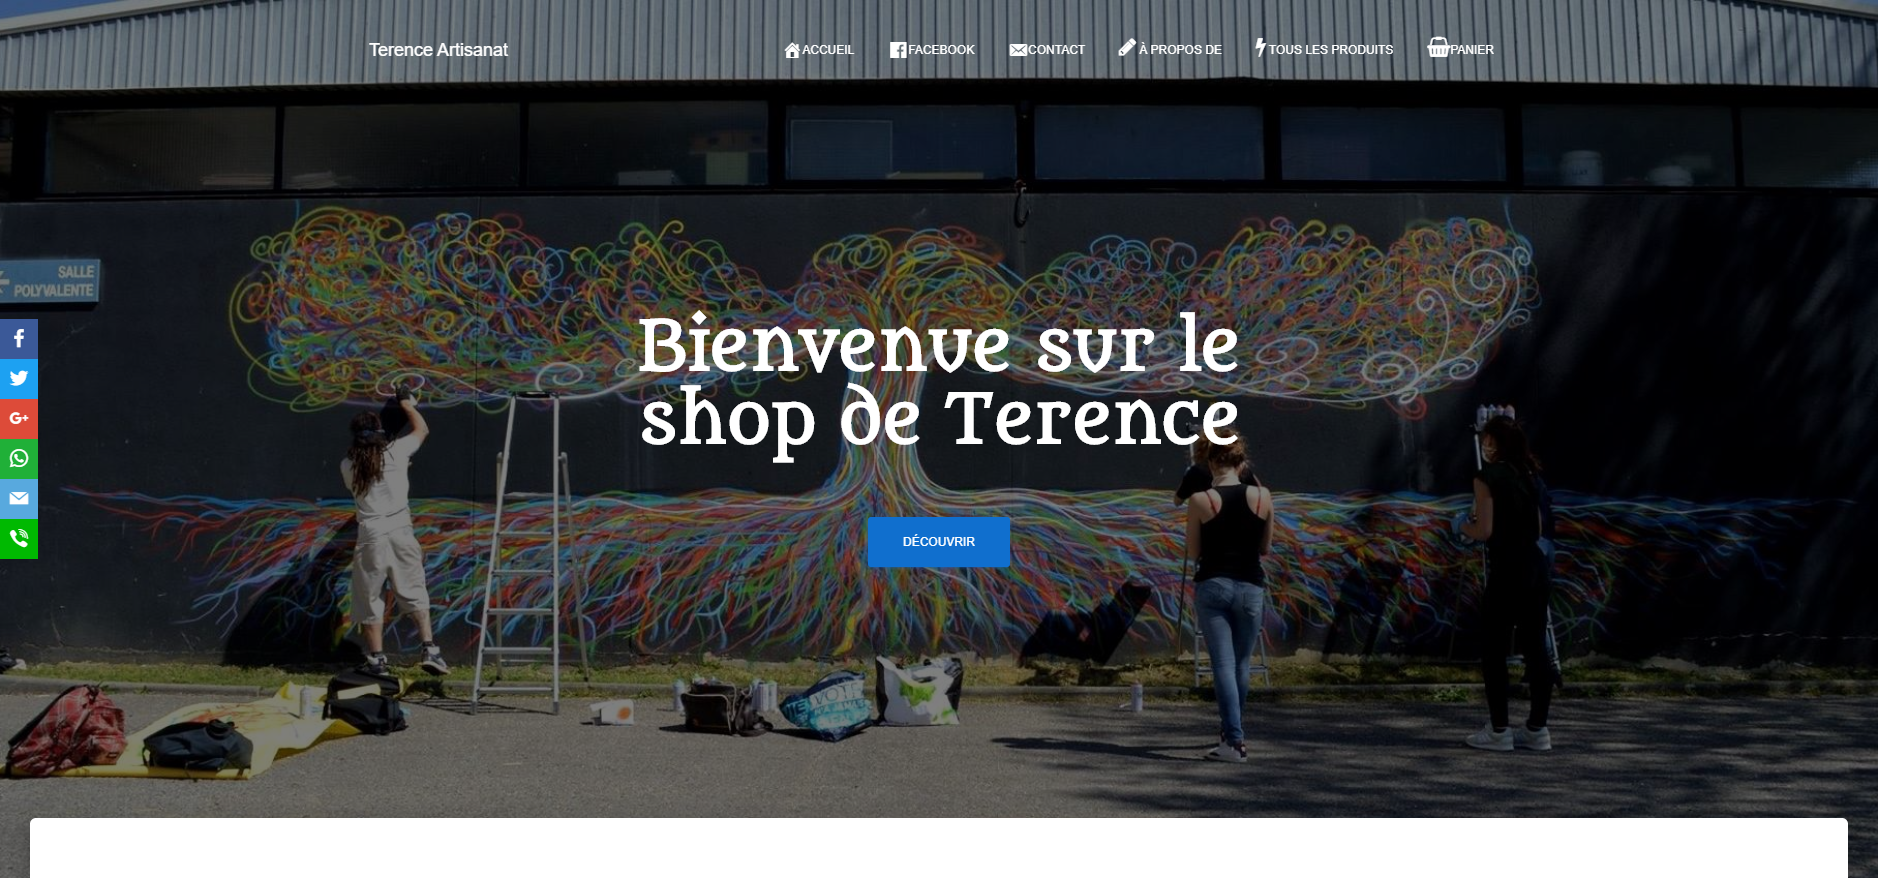 Terence Artisanat
ACCUEIL
FACEBOOK
CONTACT
À PROPOS DE
TOUS LES PRODUITS
PANIER
SALLE
POLYVALENTE
Bienvenue sur le
shop de Terence
DÉCOUVRIR